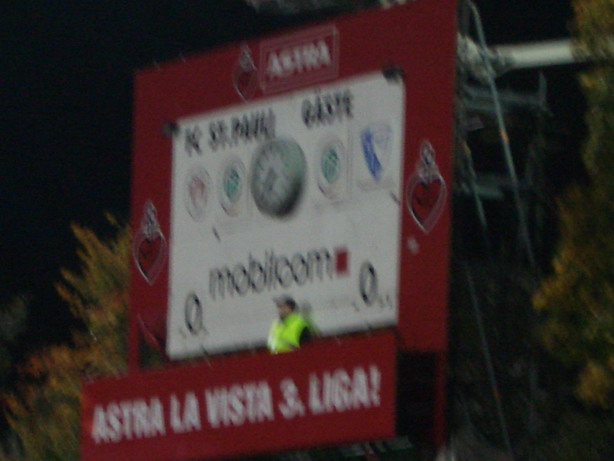 ASTRA
FC ST. PAULI GÄSTE
mobilcom
0 0
ASTRA LA VISTA 3. LIGA!